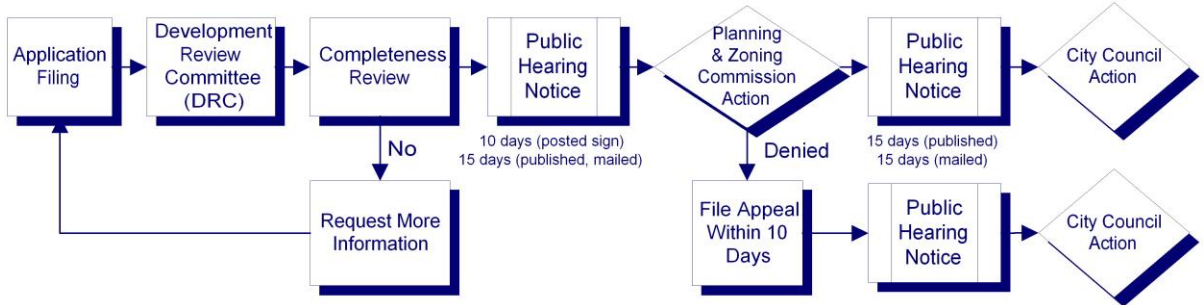 Application
Filing
Development
Review
Committee
(DRC)
Completeness
Review
Public
Hearing
Notice
10 days (posted sign)
15 days (published, mailed)
Planning
& Zoning
Commission
Action
Public
Hearing
Notice
15 days (published)
15 days (mailed)
City Council
Action
No
Request More
Information
Denied
File Appeal
Within 10
Days
Public
Hearing
Notice
City Council
Action